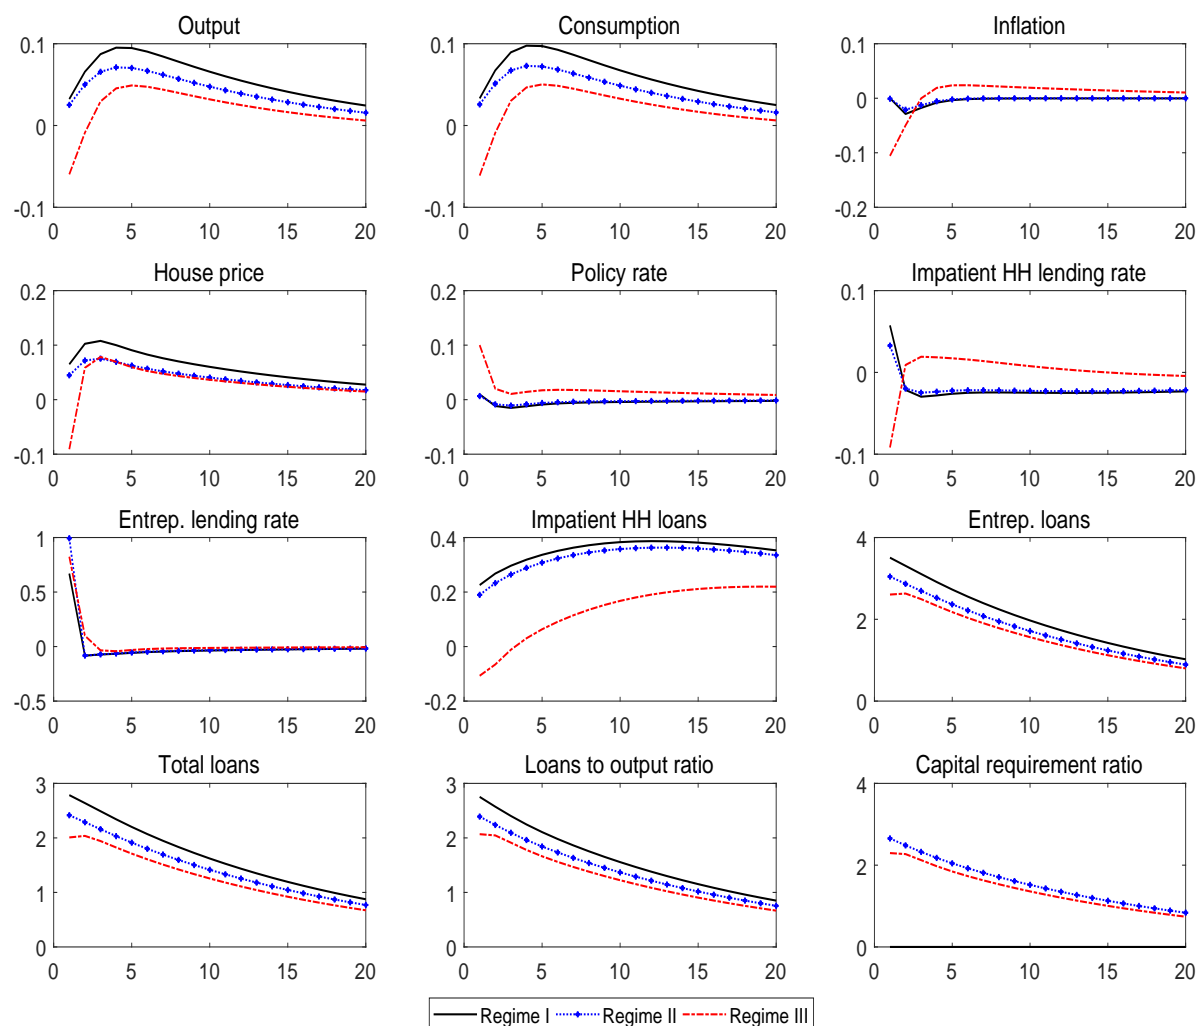 Output Consumption Inflation
0.1 0.1 0.1
0 0 0
-0.1
-0.1 -0.1 -0.2
0 5 10 15 20 0 5 10 15 20 0 5 10 15 20
House price Policy rate Impatient HH lending rate
0.2 0.2 0.1
0.1 0.1
0
0 0
-0.1 -0.1 -0.1
0 5 10 15 20 0 5 10 15 20 0 5 10 15 20
Entrep. lending rate Impatient HH loans Entrep. loans
1 0.4 4
0.5 0.2
2
0 0
-0.5 -0.2 0
0 5 10 15 20 0 5 10 15 20 0 5 10 15 20
Total loans Loans to output ratio Capital requirement ratio
3 3 4
2 2
2
1 1
0 0 0
0 5 10 15 20 0 5 10 15 20 0 5 10 15 20
Regime I Regime II Regime III